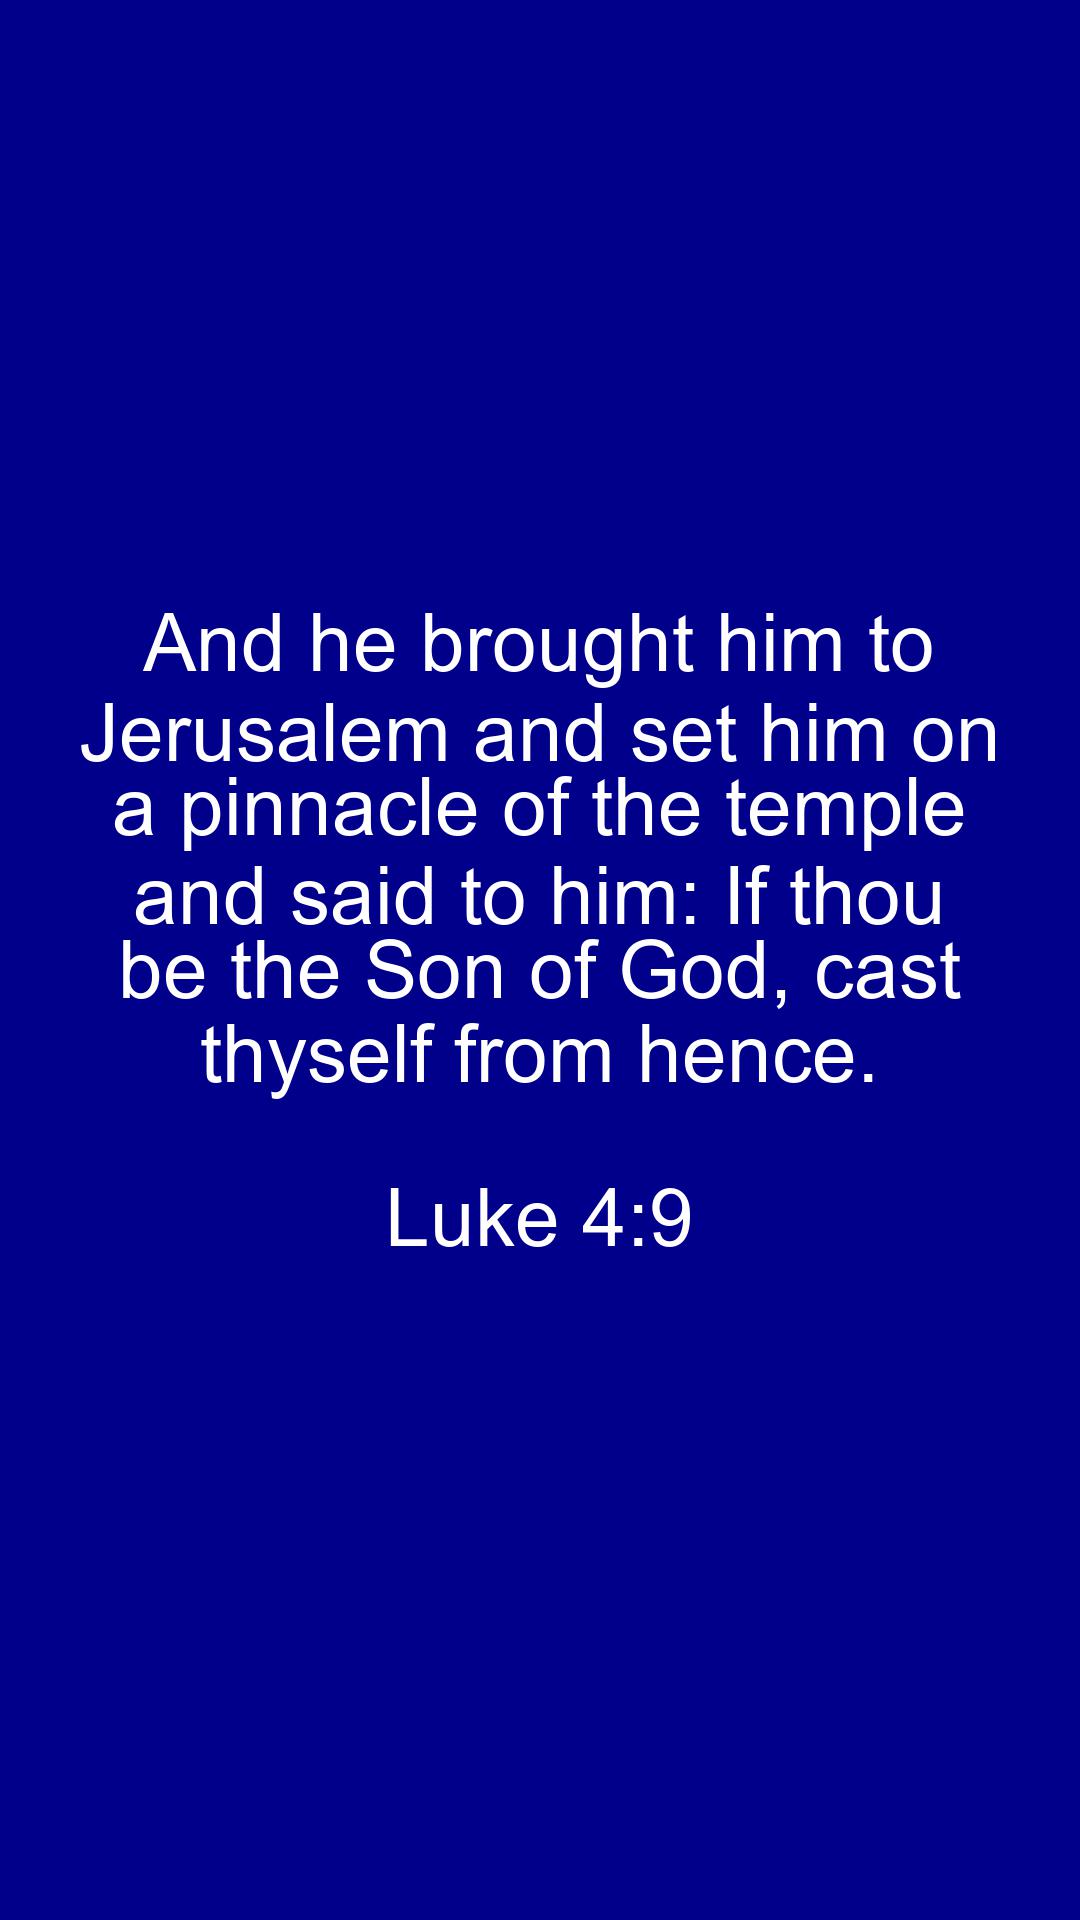 And he brought him to
Jerusalem and set him on
a pinnacle of the temple
and said to him: If thou
be the Son of God, cast
thyself from hence.
Luke 4:9